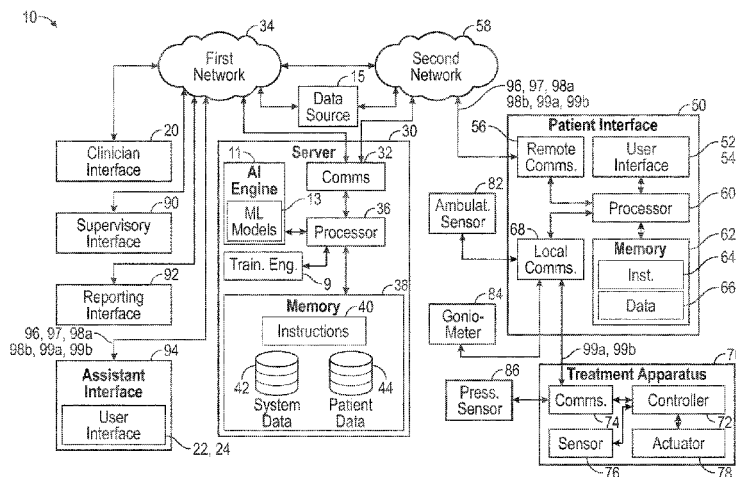 10
34
First
Network
58
Second
Network
15
Data
Source
96, 97, 98a
98b, 99a, 99b
20
Clinician
Interface
90
Supervisory
Interface
92
Reporting
Interface
96, 97, 98a
98b, 99a, 99b
94
Assistant
Interface
User
Interface
22, 24
30
Server
11
AI
Engine
13
ML
Models
32
Comms
36
Processor
Train. Eng.
9
38
Memory
40
Instructions
42
System
Data
44
Patient
Data
50
Patient Interface
56
Remote
Comms.
User
Interface
52
54
60
Processor
68
Local
Comms.
62
Memory
Inst.
64
Data
66
82
Ambulat.
Sensor
84
Gonio-
Meter
86
Press.
Sensor
99a, 99b
Treatment Apparatus
Comms.
74
Controller
72
Sensor
76
Actuator
78